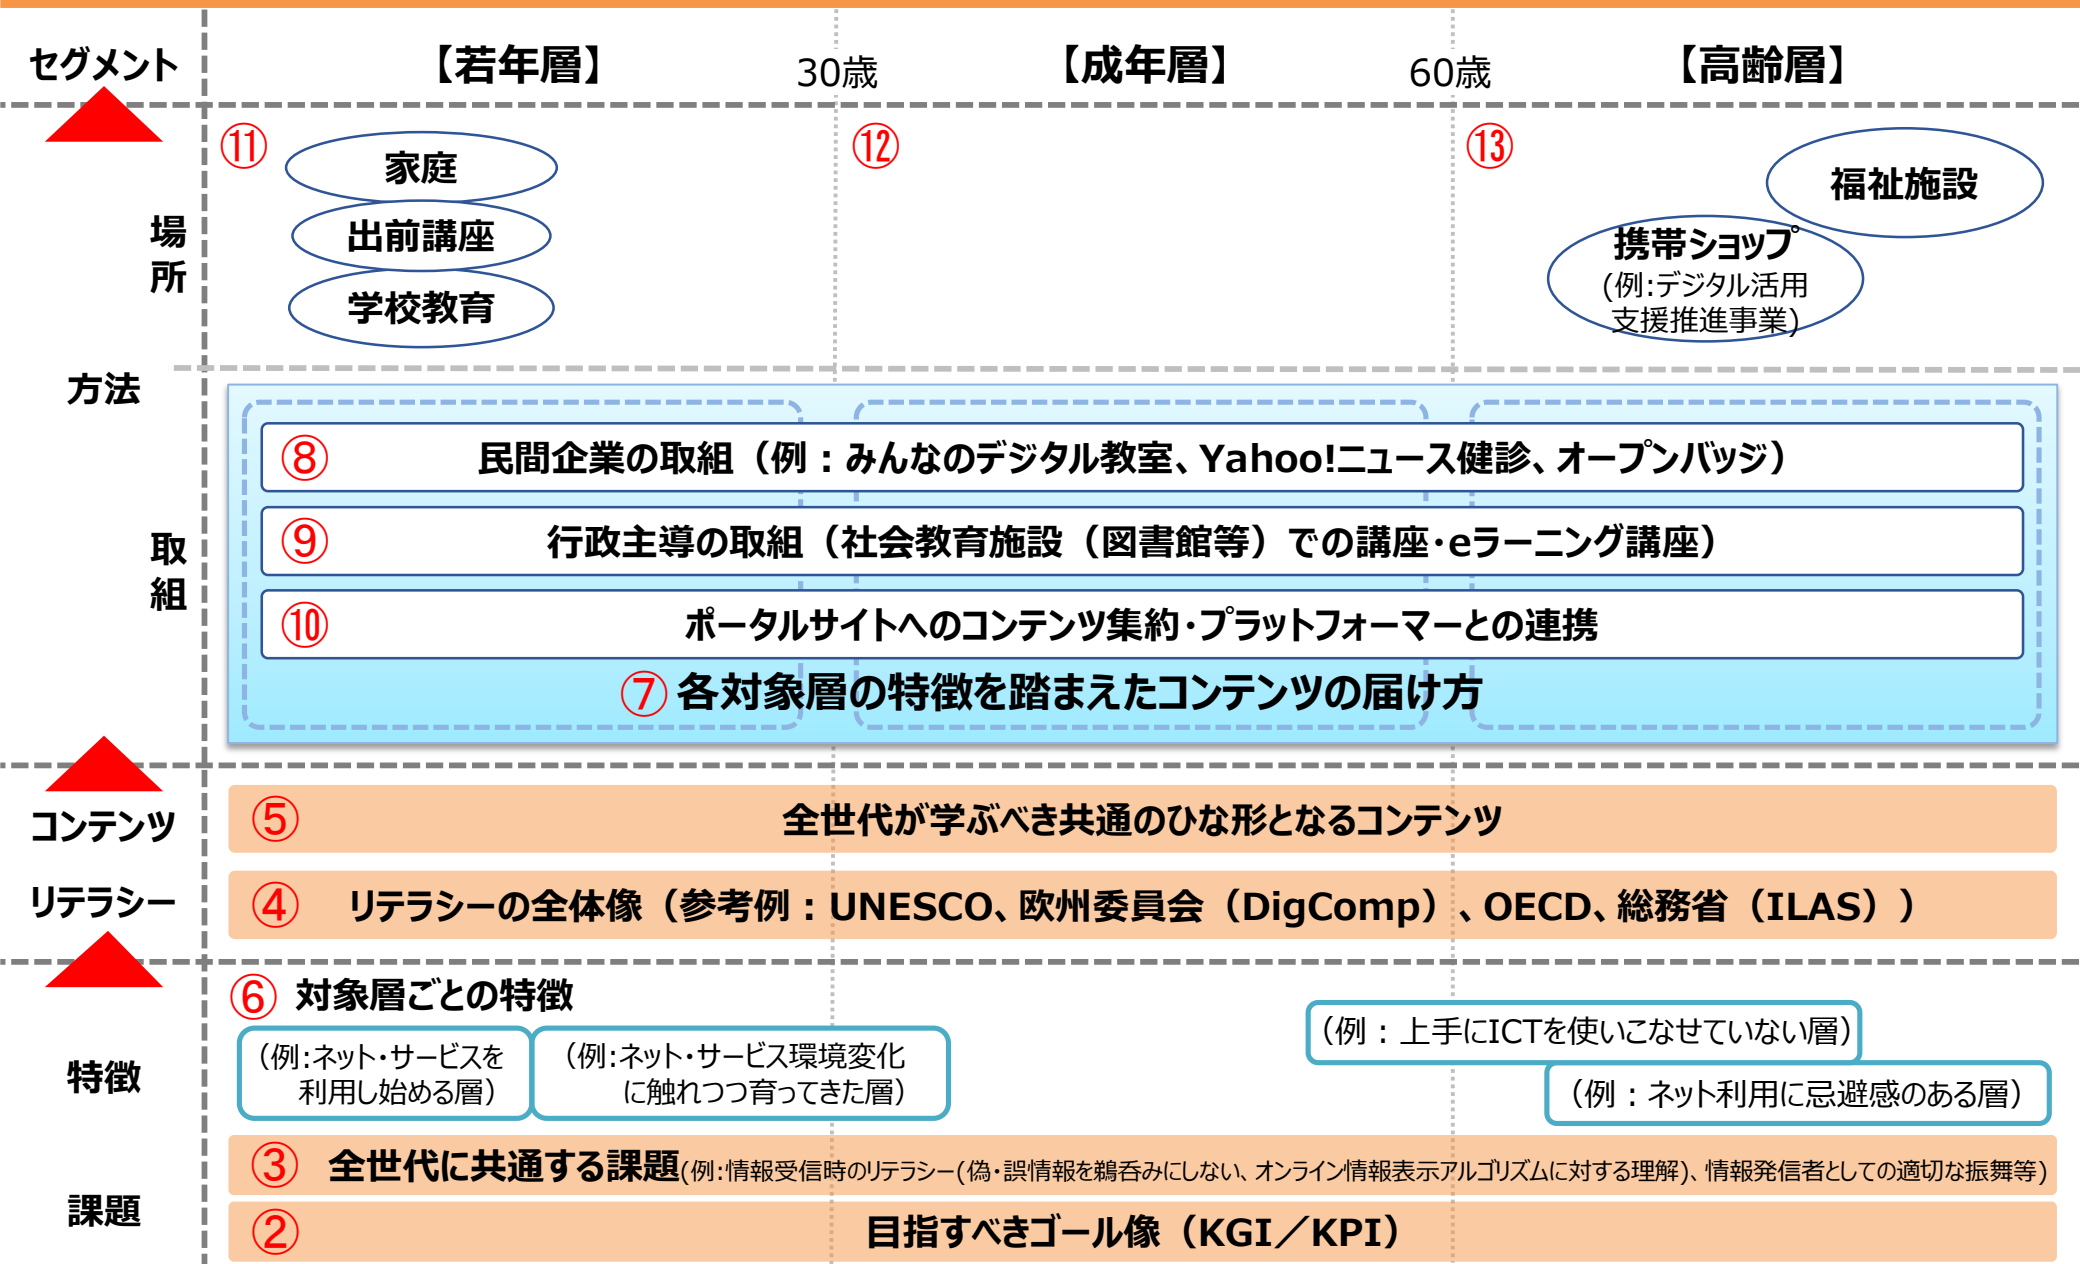 セグメント
【若年層】
30歳
【成年層】
60歳
【高齢層】
場所
⑪
家庭
出前講座
学校教育
⑫
⑬
福祉施設
携帯ショップ
(例:デジタル活用
支援推進事業)
方法
取組
⑧ 民間企業の取組（例：みんなのデジタル教室、Yahoo!ニュース健診、オープンバッジ）
⑨ 行政主導の取組（社会教育施設（図書館等）での講座・eラーニング講座）
⑩ ポータルサイトへのコンテンツ集約・プラットフォーマーとの連携
⑦ 各対象層の特徴を踏まえたコンテンツの届け方
コンテンツ
⑤ 全世代が学ぶべき共通のひな形となるコンテンツ
リテラシー
④ リテラシーの全体像（参考例：UNESCO、欧州委員会（DigComp）、OECD、総務省（ILAS））
⑥ 対象層ごとの特徴
特徴
（例:ネット・サービスを
利用し始める層）
（例:ネット・サービス環境変化
に触れつつ育ってきた層）
（例：上手にICTを使いこなせていない層）
（例：ネット利用に忌避感のある層）
課題
③ 全世代に共通する課題(例:情報受信時のリテラシー(偽・誤情報を鵜呑みにしない、オンライン情報表示アルゴリズムに対する理解)、情報発信者としての適切な振舞等)
② 目指すべきゴール像（KGI／KPI）